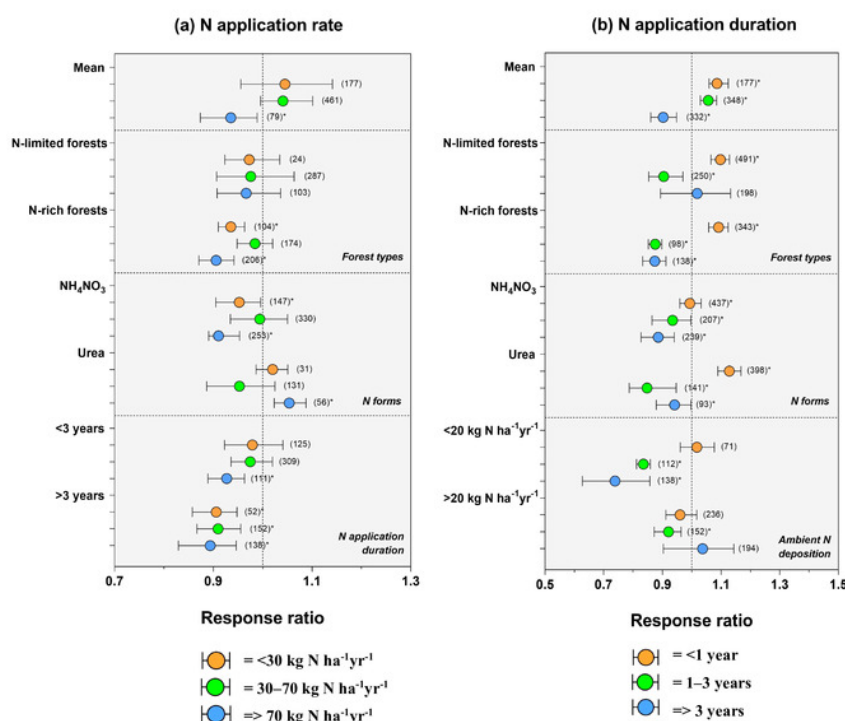 (a) N application rate
Mean
(177)
(461)
(79)*
N-limited forests
(24)
(287)
(103)
N-rich forests
(104)*
(174)
(206)*
Forest types
NH4NO3
(147)*
(330)
(253)*
Urea
(31)
(131)
(56)*
N forms
<3 years
(125)
(309)
(111)*
>3 years
(52)*
(152)*
(138)*
N application
duration
0.7 0.9 1.1 1.3
Response ratio
= <30 kg N ha-1yr-1
= 30–70 kg N ha-1yr-1
=> 70 kg N ha-1yr-1
(b) N application duration
Mean
(177)*
(348)*
(332)*
N-limited forests
(491)*
(250)*
(198)
N-rich forests
(343)*
(98)*
(138)*
Forest types
NH4NO3
(437)*
(207)*
(239)*
Urea
(398)*
(141)*
(93)*
N forms
<20 kg N ha-1yr-1
(71)
(112)*
(138)*
>20 kg N ha-1yr-1
(236)
(152)*
(194)
Ambient N
deposition
0.5 0.7 0.9 1.1 1.3 1.5
Response ratio
= <1 year
= 1–3 years
=> 3 years